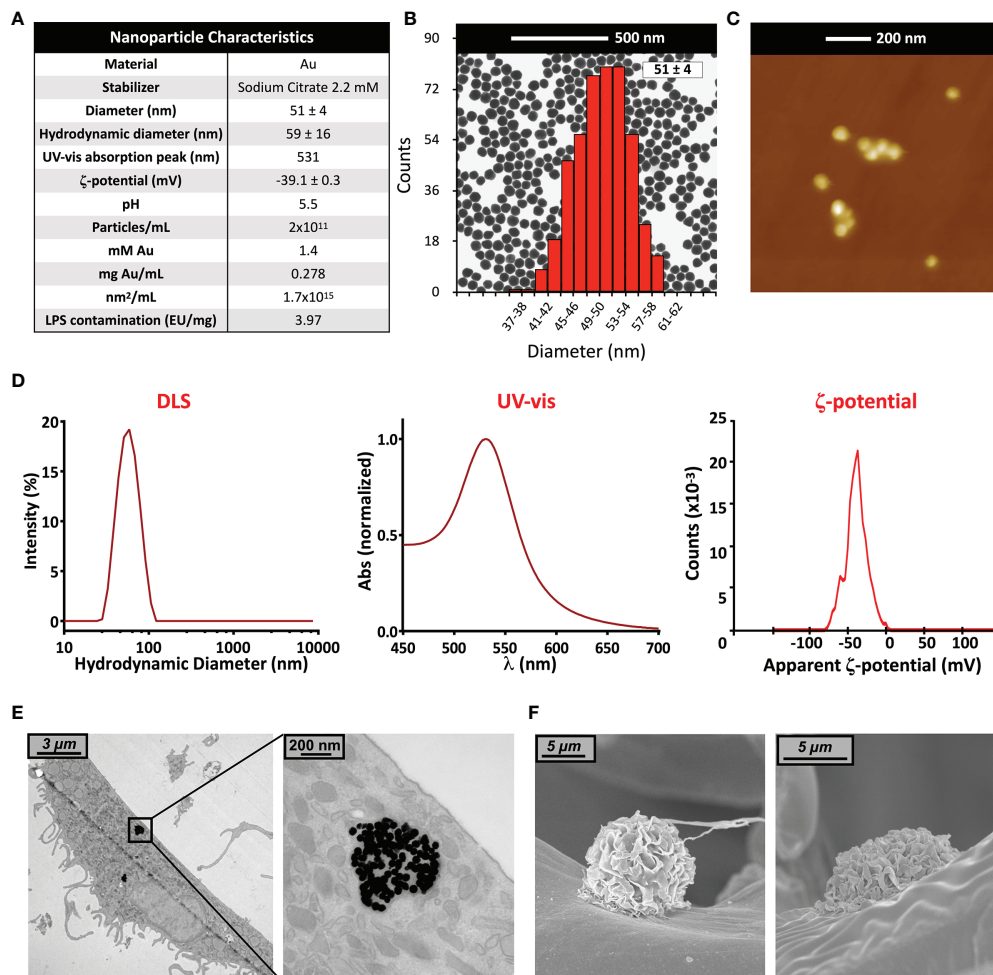 A
Nanoparticle Characteristics
Material Au
Stabilizer Sodium Citrate 2.2 mM
Diameter (nm) 51 ± 4
Hydrodynamic diameter (nm) 59 ± 16
UV-vis absorption peak (nm) 531
ζ-potential (mV) -39.1 ± 0.3
pH 5.5
Particles/mL 2x10¹¹
mM Au 1.4
mg Au/mL 0.278
nm²/mL 1.7x10¹⁵
LPS contamination (EU/mg) 3.97
B
500 nm
51 ± 4
Counts
90
72
54
36
18
0
37-38 41-42 45-46 49-50 53-54 57-58 61-62
Diameter (nm)
C
200 nm
D
DLS
Intensity (%)
20
15
10
5
0
10 100 1000 10000
Hydrodynamic Diameter (nm)
UV-vis
Abs (normalized)
1.0
0.5
0.0
450 500 550 600 650 700
λ (nm)
ζ-potential
Counts (x10⁻³)
25
20
15
10
5
0
-100 -50 0 50 100
Apparent ζ-potential (mV)
E
3 µm
200 nm
F
5 µm
5 µm